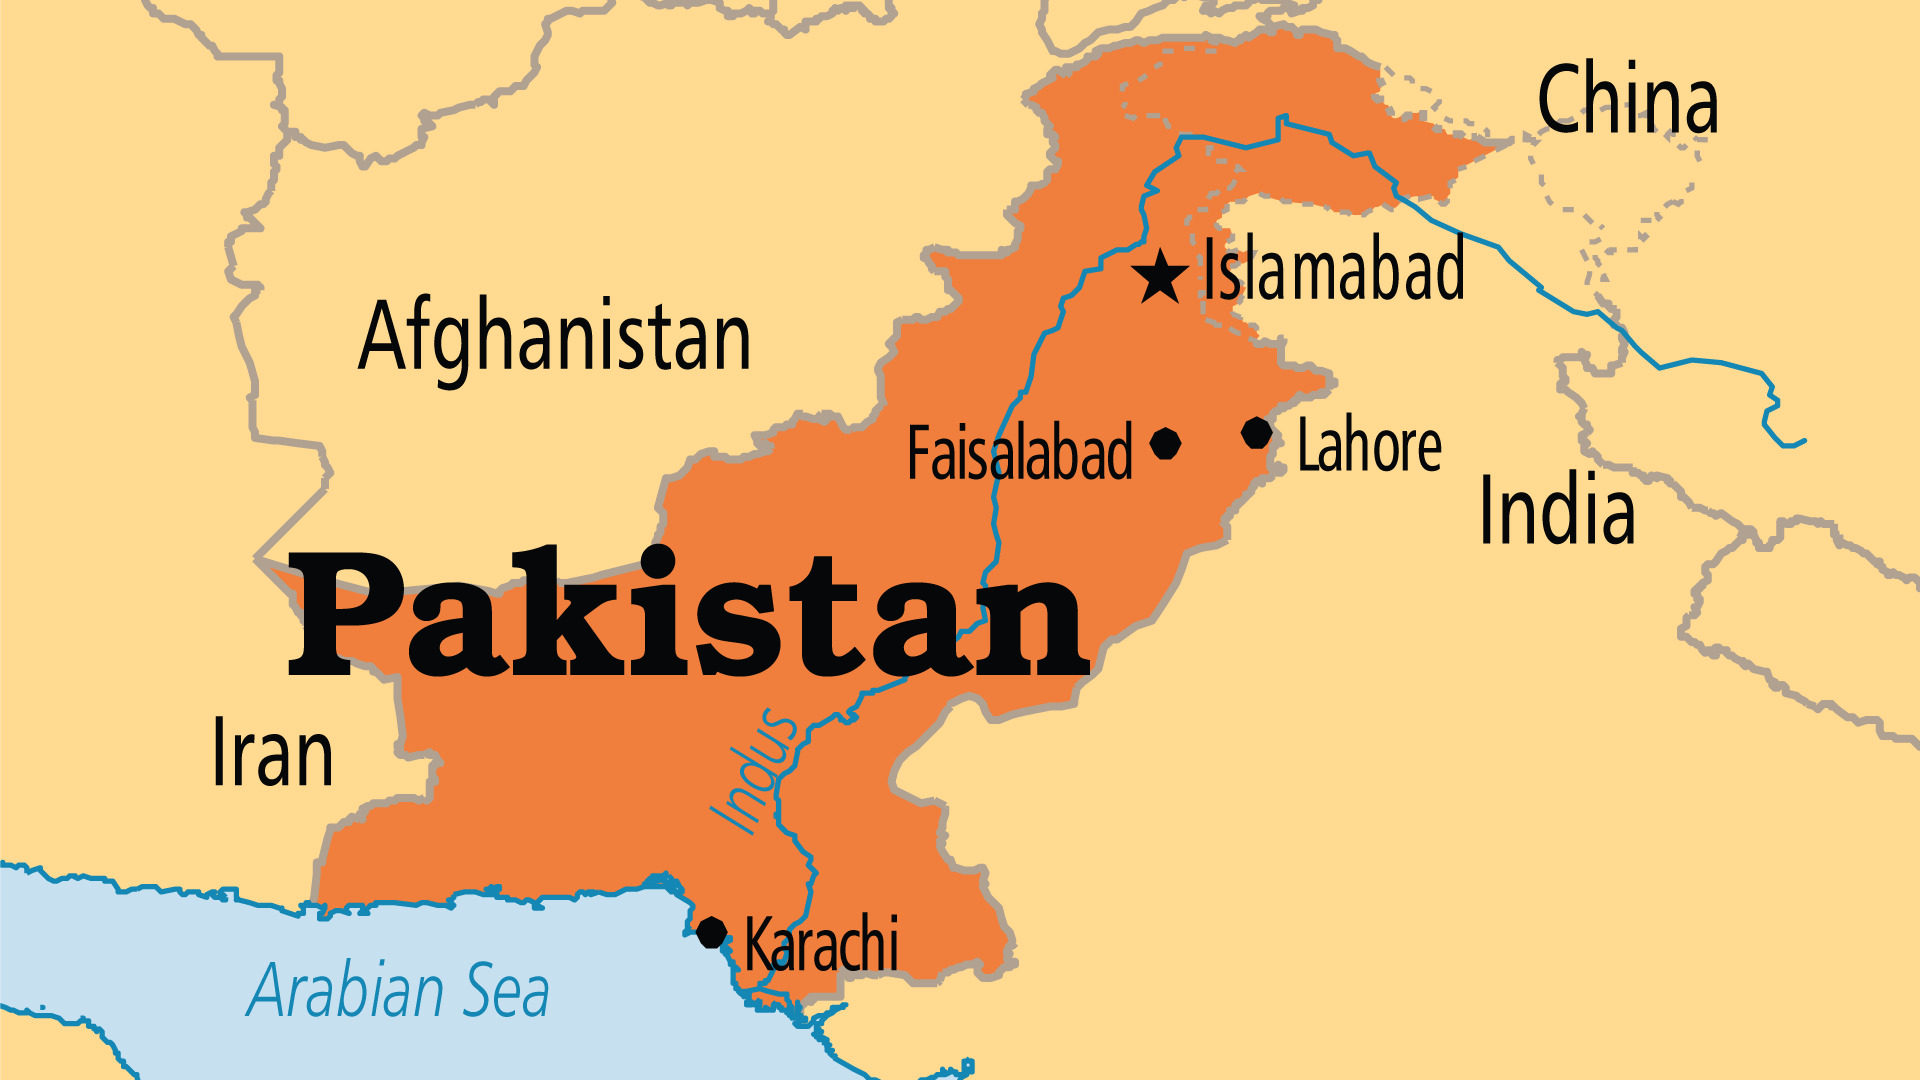 China
Islamabad
Afghanistan
Faisalabad
Lahore
India
Pakistan
Iran
Indus
Karachi
Arabian Sea